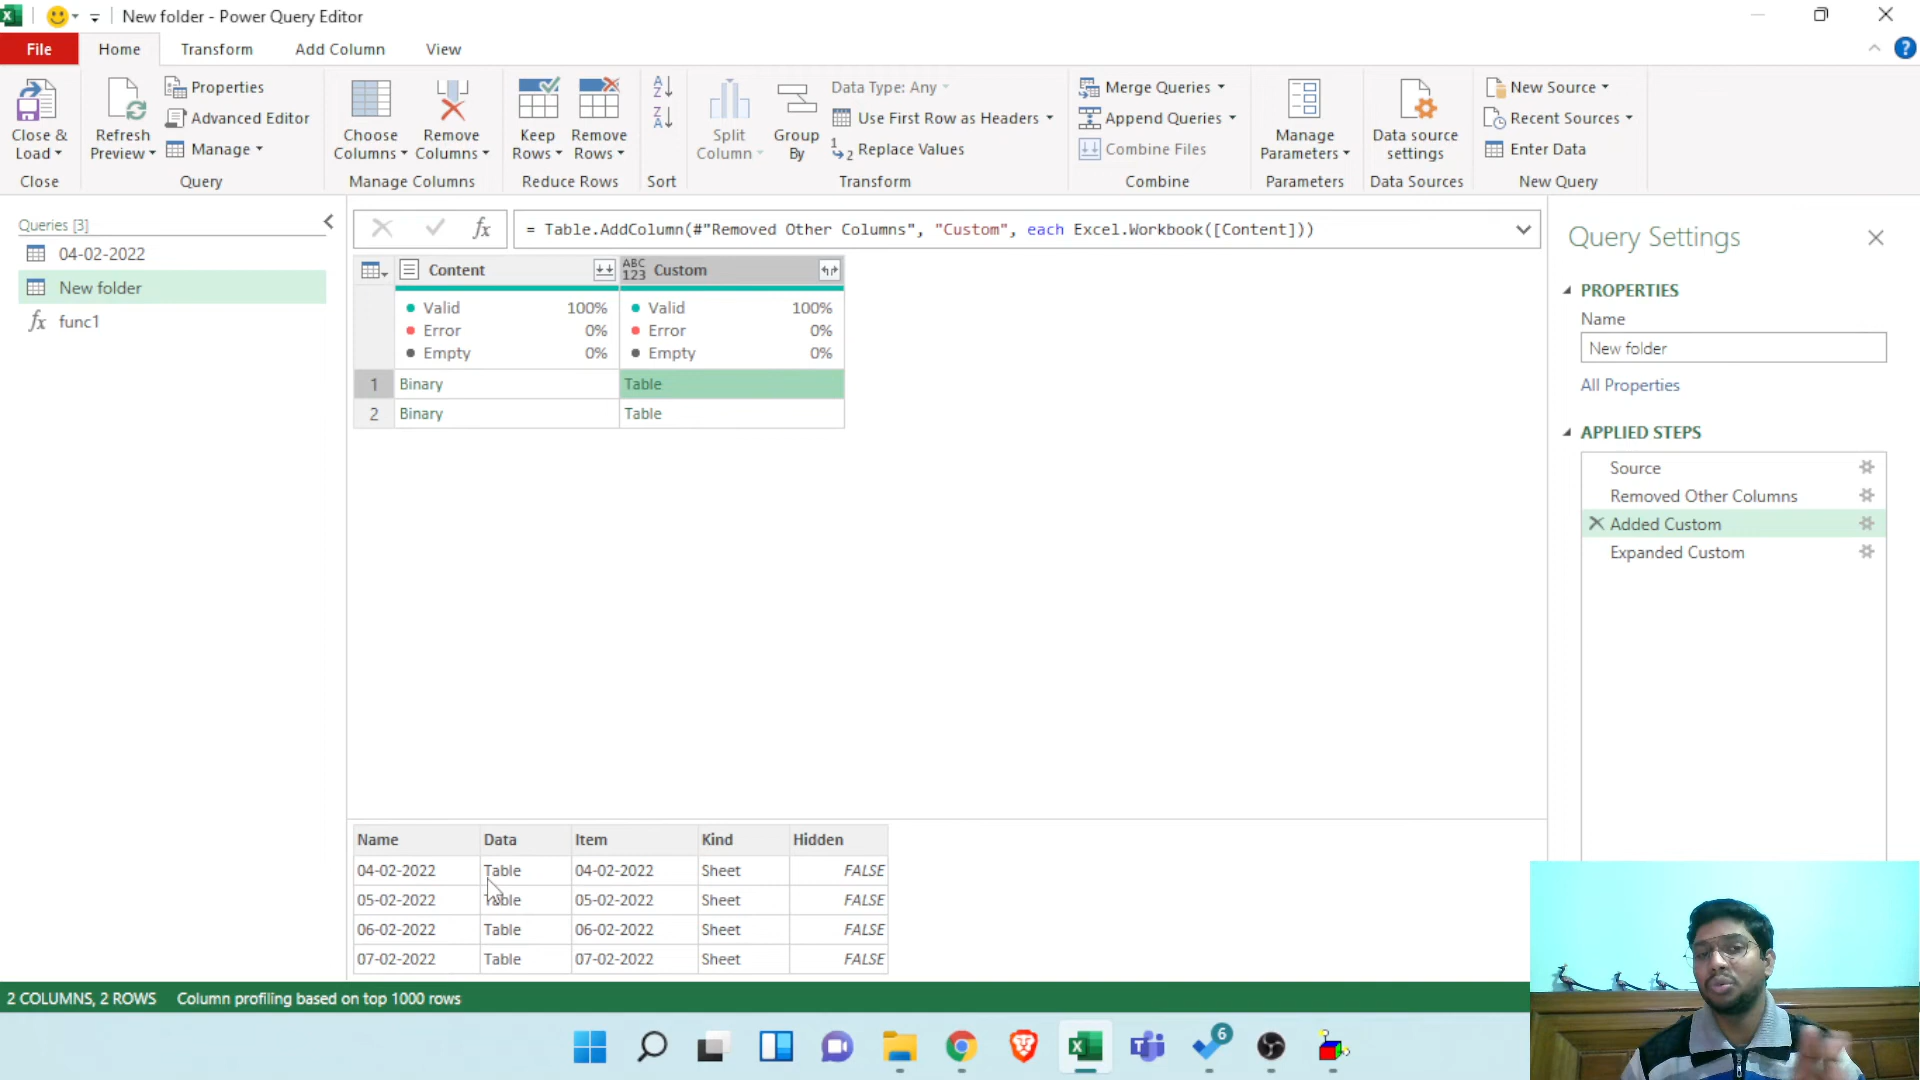 New folder - Power Query Editor
File Home Transform Add Column View
Close & Load
Close
Refresh Preview
Properties
Advanced Editor
Manage
Query
Choose Columns
Remove Columns
Manage Columns
Keep Rows
Remove Rows
Reduce Rows
Sort
Split Column
Group By
Data Type: Any
Use First Row as Headers
Replace Values
Transform
Merge Queries
Append Queries
Combine Files
Combine
Manage Parameters
Parameters
Data source settings
Data Sources
New Source
Recent Sources
Enter Data
New Query
Queries [3]
04-02-2022
New folder
fx func1
fx = Table.AddColumn(#"Removed Other Columns", "Custom", each Excel.Workbook([Content]))
Content ABC 123 Custom
Valid 100% Valid 100%
Error 0% Error 0%
Empty 0% Empty 0%
1 Binary Table
2 Binary Table
Name Data Item Kind Hidden
04-02-2022 Table 04-02-2022 Sheet FALSE
05-02-2022 Table 05-02-2022 Sheet FALSE
06-02-2022 Table 06-02-2022 Sheet FALSE
07-02-2022 Table 07-02-2022 Sheet FALSE
Query Settings
PROPERTIES
Name
New folder
All Properties
APPLIED STEPS
Source
Removed Other Columns
Added Custom
Expanded Custom
2 COLUMNS, 2 ROWS Column profiling based on top 1000 rows
6